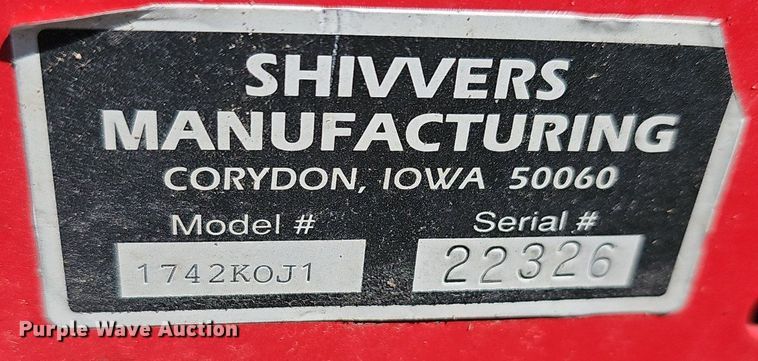 SHIVVERS
MANUFACTURING
CORYDON, IOWA 50060
Model # Serial #
1742KOJ1 22326
Purple Wave Auction